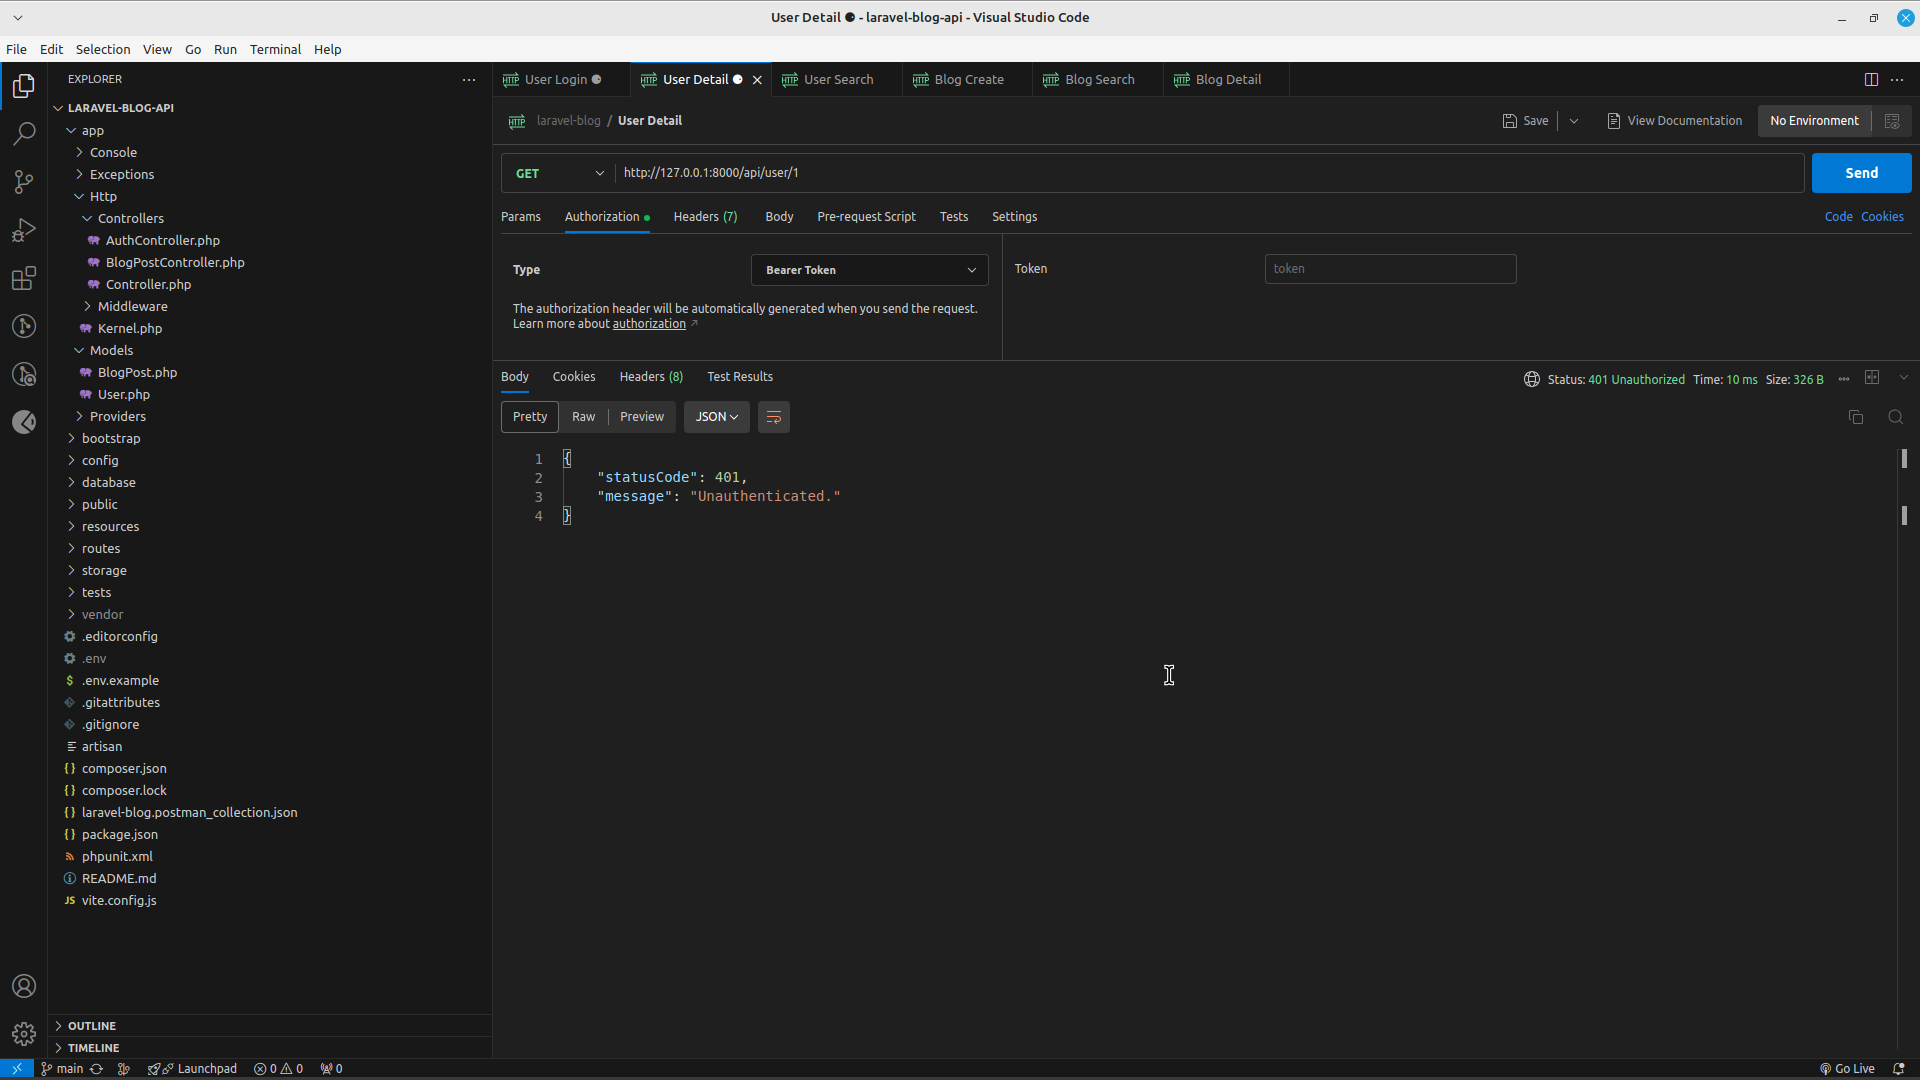 User Detail ⚈ - laravel-blog-api - Visual Studio Code
File Edit Selection View Go Run Terminal Help
EXPLORER
LARAVEL-BLOG-API
app
Console
Exceptions
Http
Controllers
AuthController.php
BlogPostController.php
Controller.php
Middleware
Kernel.php
Models
BlogPost.php
User.php
Providers
bootstrap
config
database
public
resources
routes
storage
tests
vendor
.editorconfig
.env
.env.example
.gitattributes
.gitignore
artisan
composer.json
composer.lock
laravel-blog.postman_collection.json
package.json
phpunit.xml
README.md
vite.config.js
OUTLINE
TIMELINE
HTTP User Login ⚈ HTTP User Detail ⚈ HTTP User Search HTTP Blog Create HTTP Blog Search HTTP Blog Detail
HTTP laravel-blog / User Detail Save View Documentation No Environment
GET http://127.0.0.1:8000/api/user/1 Send
Params Authorization Headers (7) Body Pre-request Script Tests Settings Code Cookies
Type Bearer Token Token token
The authorization header will be automatically generated when you send the request.
Learn more about authorization ↗
Body Cookies Headers (8) Test Results Status: 401 Unauthorized Time: 10 ms Size: 326 B
Pretty Raw Preview JSON
1 {
2 "statusCode": 401,
3 "message": "Unauthenticated."
4 }
main Launchpad 0 0 0 Go Live